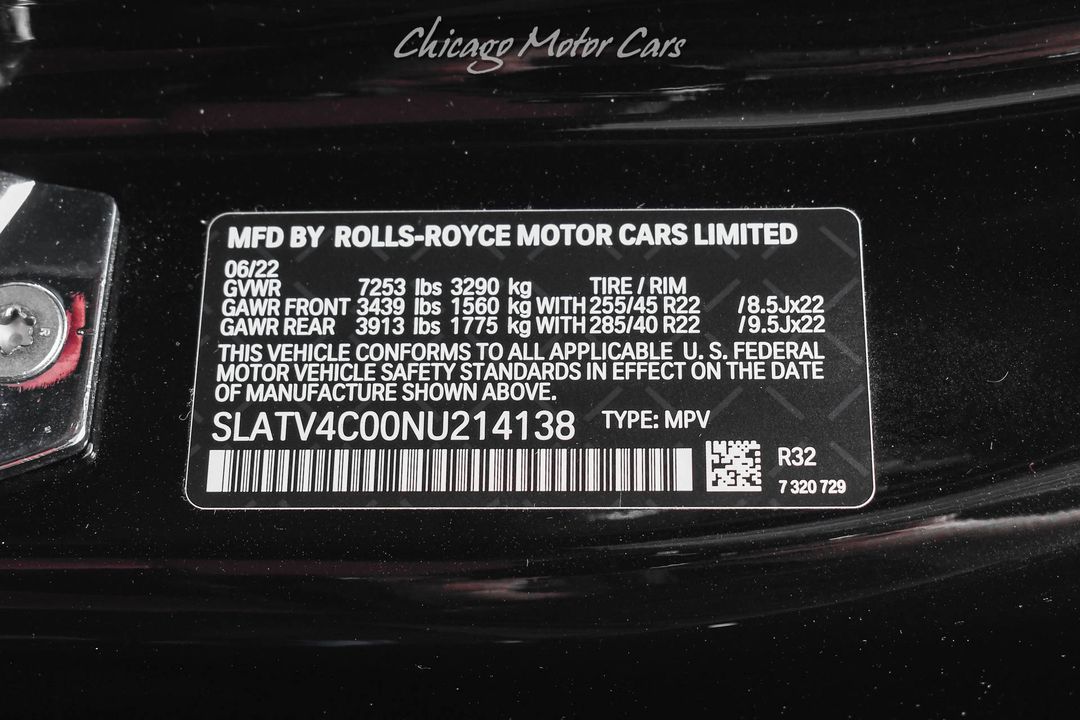 Chicago Motor Cars
MFD BY ROLLS-ROYCE MOTOR CARS LIMITED
06/22
GVWR 7253 lbs 3290 kg TIRE / RIM
GAWR FRONT 3439 lbs 1560 kg WITH 255/45 R22 /8.5Jx22
GAWR REAR 3913 lbs 1775 kg WITH 285/40 R22 /9.5Jx22
THIS VEHICLE CONFORMS TO ALL APPLICABLE U. S. FEDERAL
MOTOR VEHICLE SAFETY STANDARDS IN EFFECT ON THE DATE
OF MANUFACTURE SHOWN ABOVE.
SLATV4C00NU214138 TYPE: MPV
R32
7 320 729